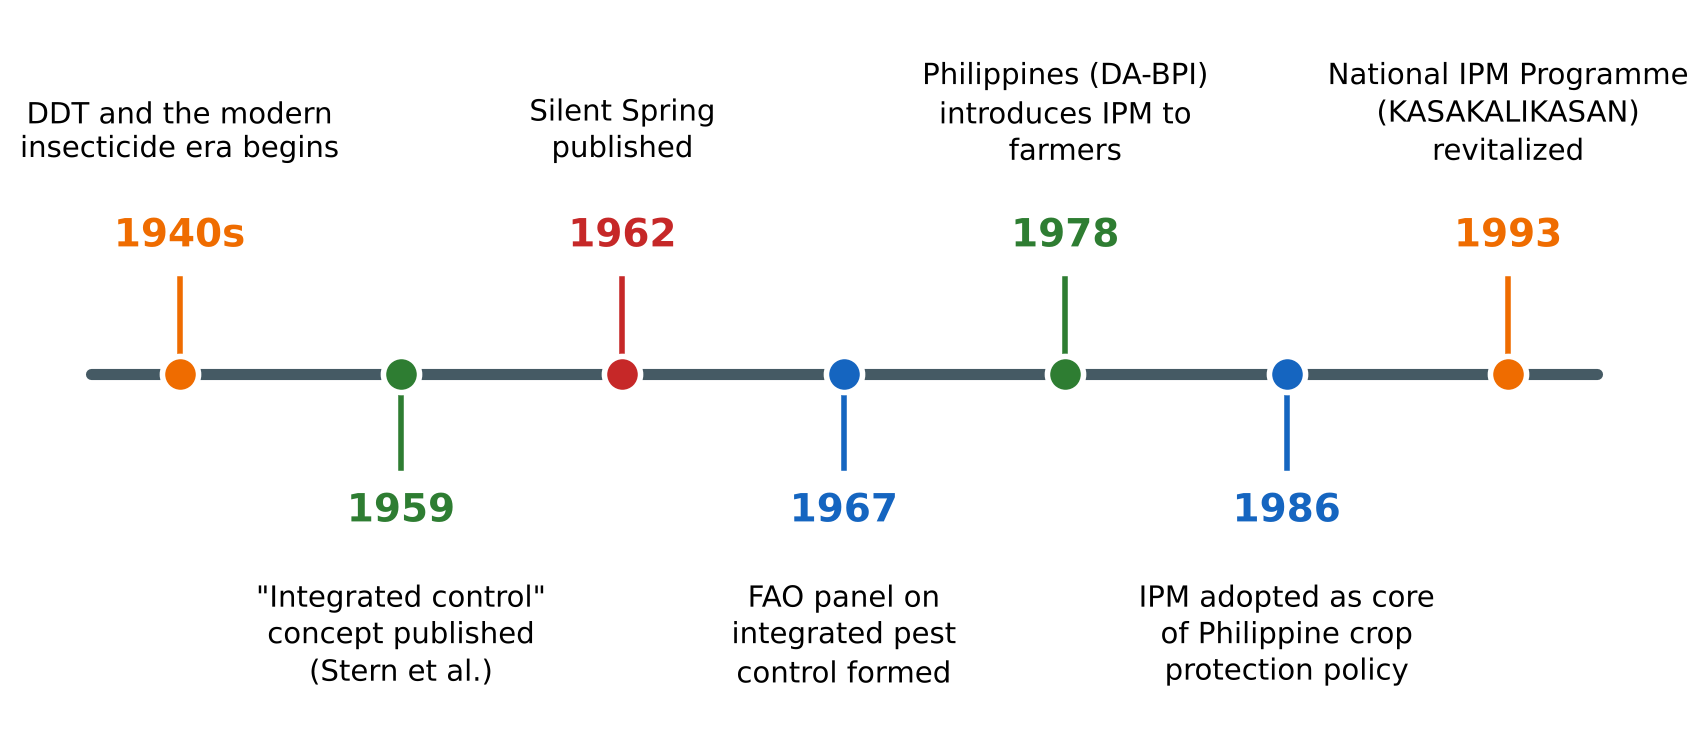 DDT and the modern
insecticide era begins
1940s
"Integrated control"
concept published
(Stern et al.)
1959
Silent Spring
published
1962
FAO panel on
integrated pest
control formed
1967
Philippines (DA-BPI)
introduces IPM to
farmers
1978
IPM adopted as core
of Philippine crop
protection policy
1986
National IPM Programme
(KASAKALIKASAN)
revitalized
1993